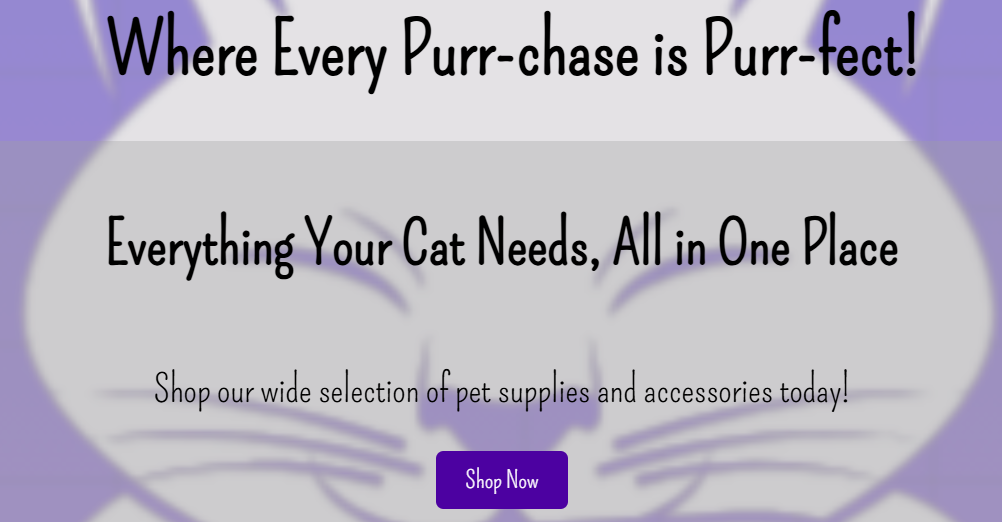 Where Every Purr-chase is Purr-fect!
Everything Your Cat Needs, All in One Place
Shop our wide selection of pet supplies and accessories today!
Shop Now